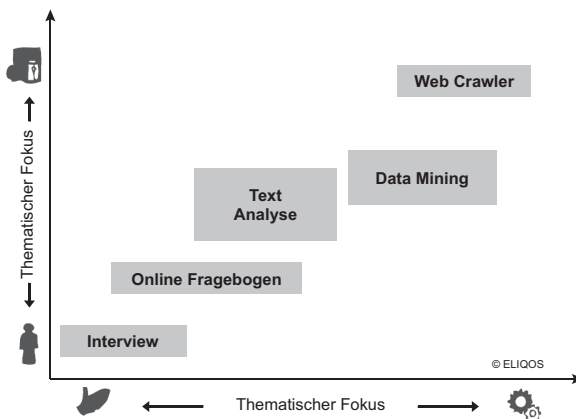 Web Crawler
Data Mining
Text
Analyse
Online Fragebogen
Interview
Thematischer Fokus
© ELIQOS
Thematischer Fokus